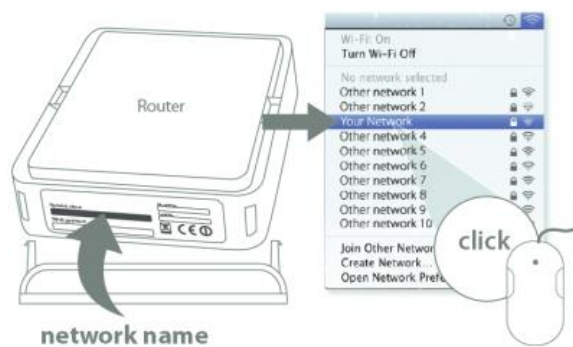 Router
CE
network name
Wi-Fi: On
Turn Wi-Fi Off
No network selected
Other network 1
Other network 2
Your Network
Other network 4
Other network 5
Other network 6
Other network 7
Other network 8
Other network 9
Other network 10
Join Other Networ
Create Network...
Open Network Prefe
click